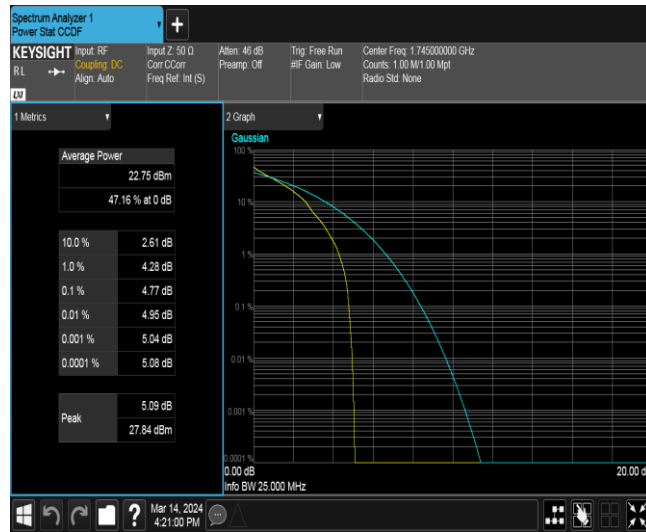 Spectrum Analyzer 1
Power Stat CCDF
KEYSIGHT
RL
LXI
Input: RF
Coupling: DC
Align: Auto
Input Z: 50 Ω
Corr CCorr
Freq Ref: Int (S)
Atten: 46 dB
Preamp: Off
Trig: Free Run
#IF Gain: Low
Center Freq: 1.745000000 GHz
Counts: 1.00 M/1.00 Mpt
Radio Std: None
1 Metrics
Average Power
22.75 dBm
47.16 % at 0 dB
10.0 % 2.61 dB
1.0 % 4.28 dB
0.1 % 4.77 dB
0.01 % 4.95 dB
0.001 % 5.04 dB
0.0001 % 5.08 dB
Peak
5.09 dB
27.84 dBm
2 Graph
Gaussian
100 %
10 %
1 %
0.1 %
0.01 %
0.001 %
0.0001 %
0.00 dB
20.00 d
Info BW 25.000 MHz
?
Mar 14, 2024
4:21:00 PM